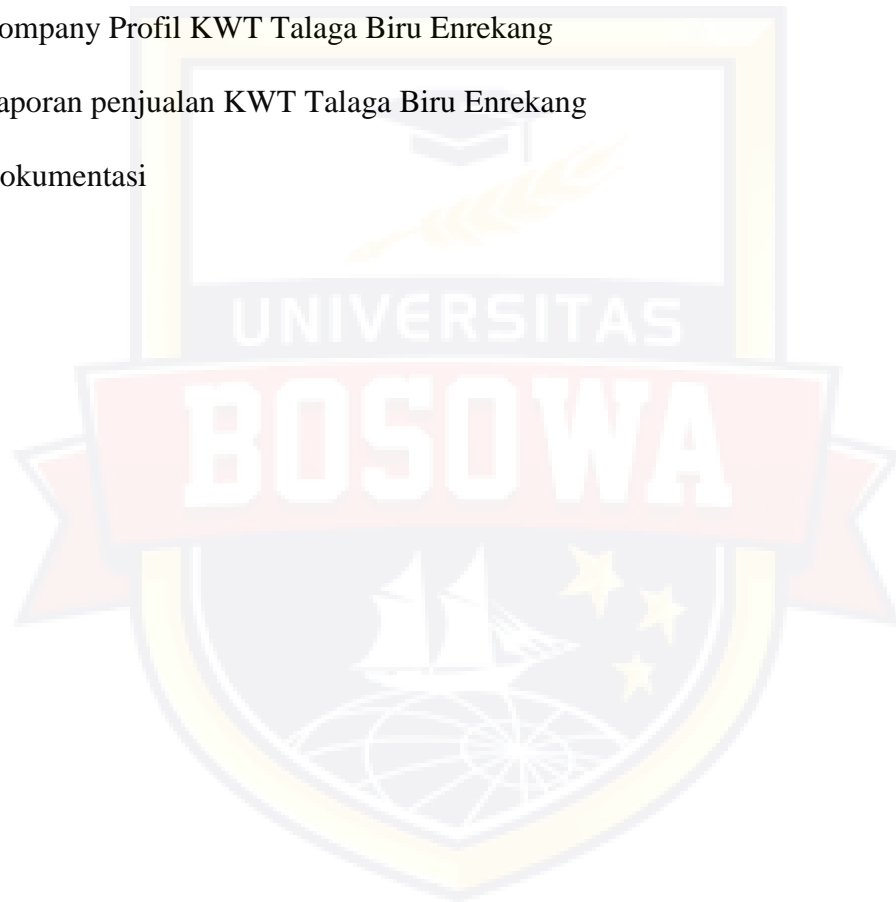 ompany Profil KWT Talaga Biru Enrekang
aporan penjualan KWT Talaga Biru Enrekang
okumentasi
UNIVERSITAS
BOSOWA